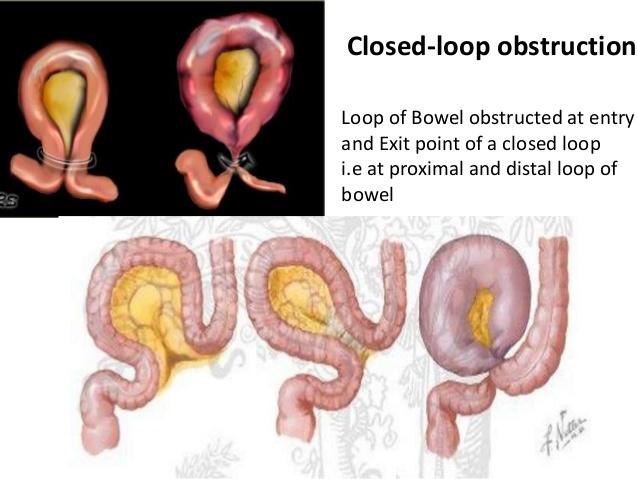 Closed-loop obstruction
Loop of Bowel obstructed at entry
and Exit point of a closed loop
i.e at proximal and distal loop of
bowel